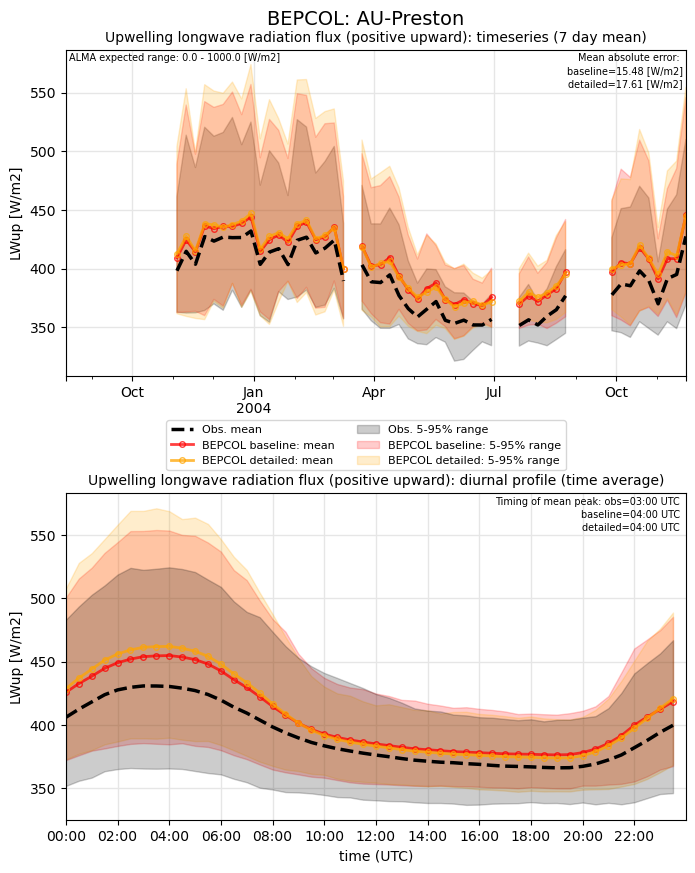 BEPCOL: AU-Preston
Upwelling longwave radiation flux (positive upward): timeseries (7 day mean)
ALMA expected range: 0.0 - 1000.0 [W/m2]
Mean absolute error:
baseline=15.48 [W/m2]
detailed=17.61 [W/m2]
LWup [W/m2]
550
500
450
400
350
Oct Jan Apr Jul Oct
2004
Obs. mean
BEPCOL baseline: mean
BEPCOL detailed: mean
Obs. 5-95% range
BEPCOL baseline: 5-95% range
BEPCOL detailed: 5-95% range
Upwelling longwave radiation flux (positive upward): diurnal profile (time average)
Timing of mean peak: obs=03:00 UTC
baseline=04:00 UTC
detailed=04:00 UTC
LWup [W/m2]
550
500
450
400
350
00:00 02:00 04:00 06:00 08:00 10:00 12:00 14:00 16:00 18:00 20:00 22:00
time (UTC)